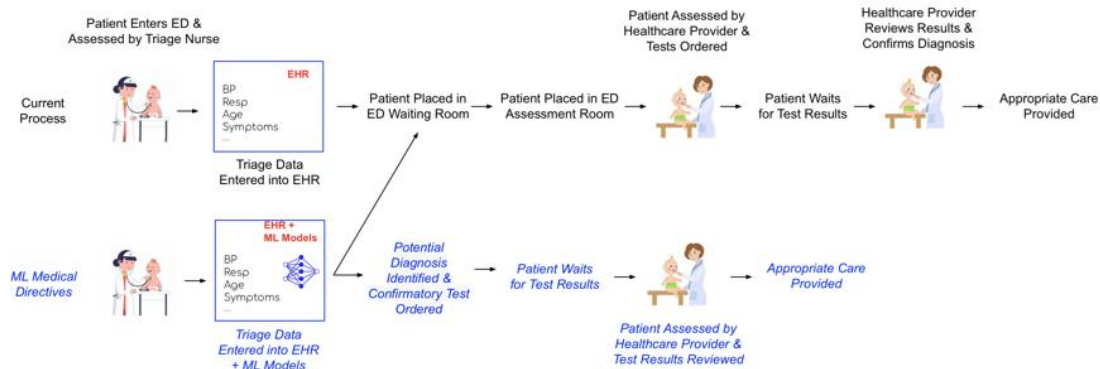 Patient Enters ED &
Assessed by Triage Nurse
Patient Assessed by
Healthcare Provider &
Tests Ordered
Healthcare Provider
Reviews Results &
Confirms Diagnosis
Current
Process
EHR
BP
Resp
Age
Symptoms
...
Triage Data
Entered into EHR
Patient Placed in
ED Waiting Room
Patient Placed in ED
Assessment Room
Patient Waits
for Test Results
Appropriate Care
Provided
ML Medical
Directives
EHR +
ML Models
BP
Resp
Age
Symptoms
...
Triage Data
Entered into EHR
+ ML Models
Potential
Diagnosis
Identified &
Confirmatory Test
Ordered
Patient Waits
for Test Results
Patient Assessed by
Healthcare Provider &
Test Results Reviewed
Appropriate Care
Provided